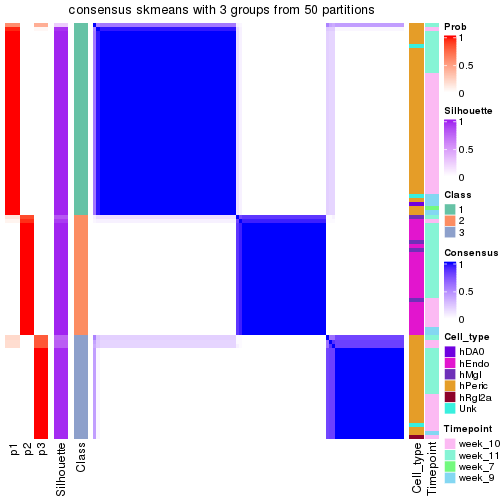 consensus skmeans with 3 groups from 50 partitions
Prob
1
0.5
0
Silhouette
1
0.5
0
Class
1
2
3
Consensus
1
0.5
0
Cell_type
hDA0
hEndo
hMgl
hPeric
hRgl2a
Unk
Timepoint
week_10
week_11
week_7
week_9
p1
p2
p3
Silhouette
Class
Cell_type
Timepoint